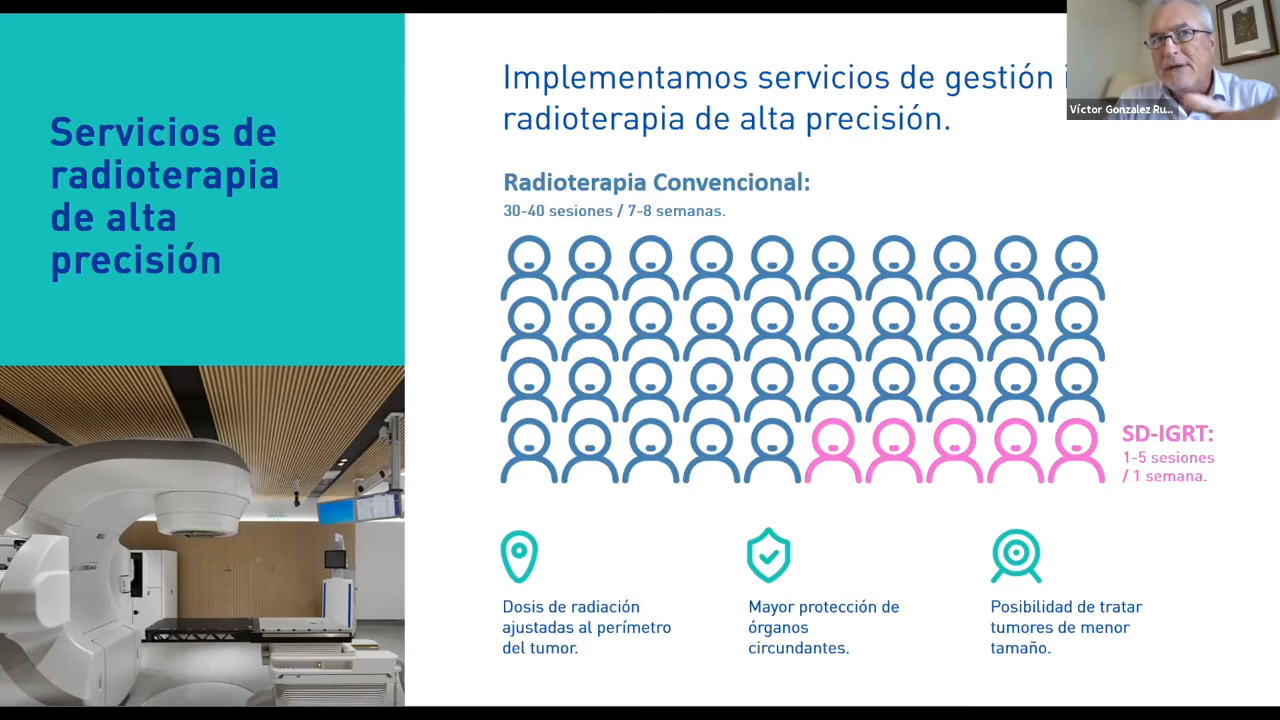 Servicios de
radioterapia
de alta
precisión
Implementamos servicios de gestión
radioterapia de alta precisión.
Víctor Gonzalez Ru...
Radioterapia Convencional:
30-40 sesiones / 7-8 semanas.
SD-IGRT:
1-5 sesiones
/ 1 semana.
Dosis de radiación
ajustadas al perímetro
del tumor.
Mayor protección de
órganos
circundantes.
Posibilidad de tratar
tumores de menor
tamaño.